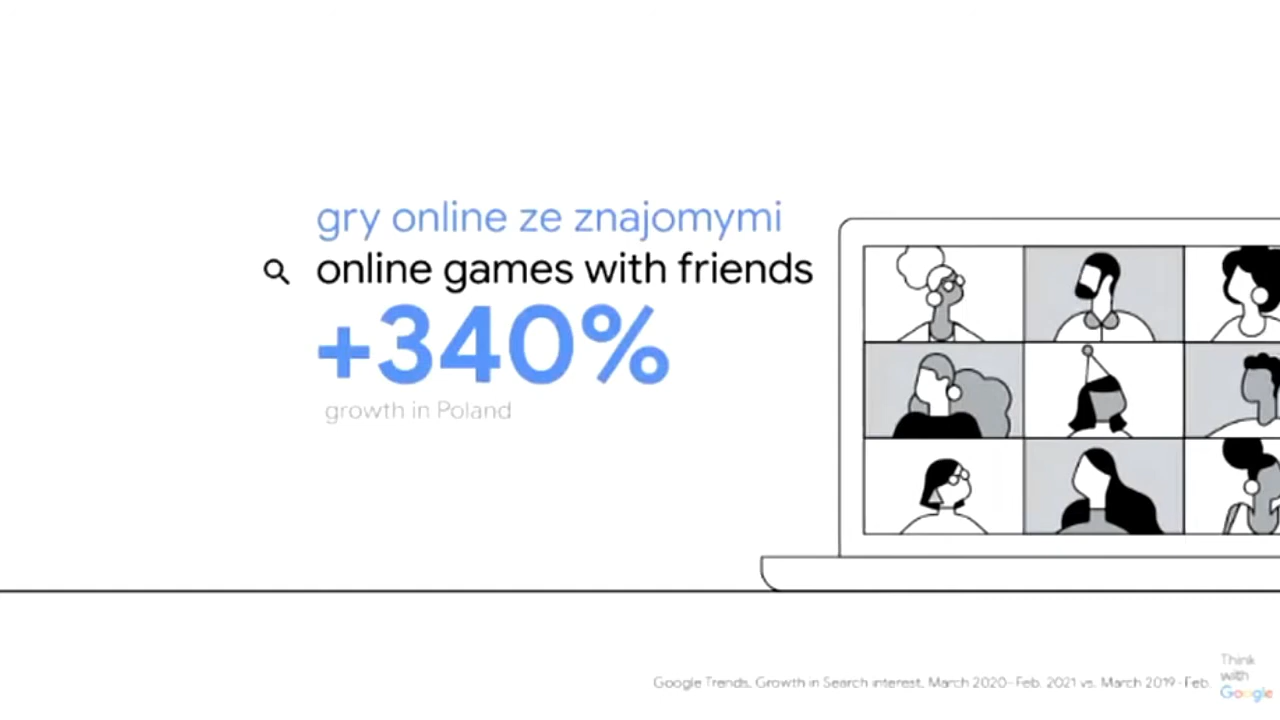 gry online ze znajomymi
online games with friends
+340%
growth in Poland
Google Trends, Growth in Search interest, March 2020- Feb. 2021 vs. March 2019 - Feb.
Think
with
Google